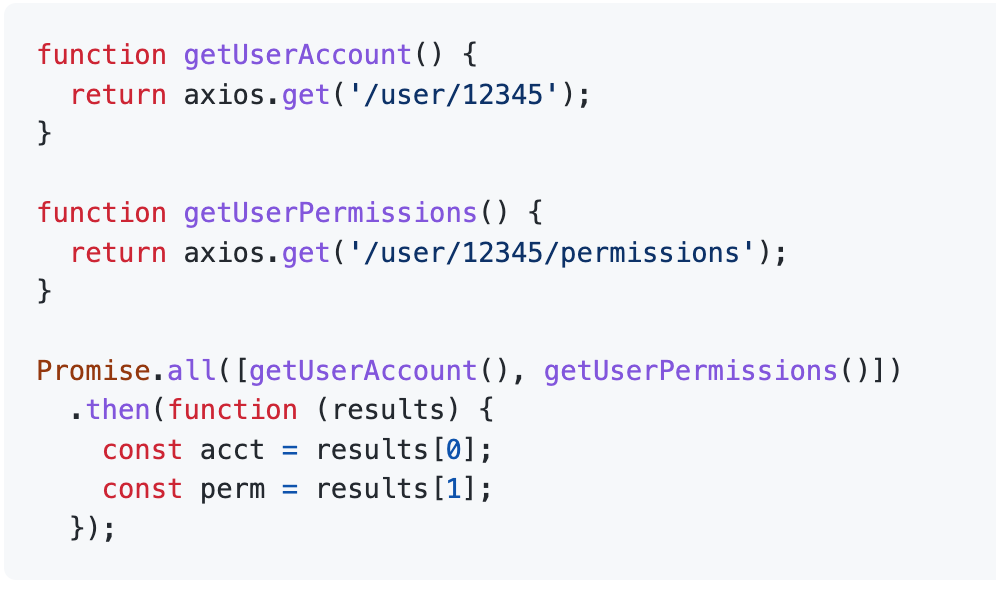 function getUserAccount() {
  return axios.get('/user/12345');
}

function getUserPermissions() {
  return axios.get('/user/12345/permissions');
}

Promise.all([getUserAccount(), getUserPermissions()])
  .then(function (results) {
    const acct = results[0];
    const perm = results[1];
  });